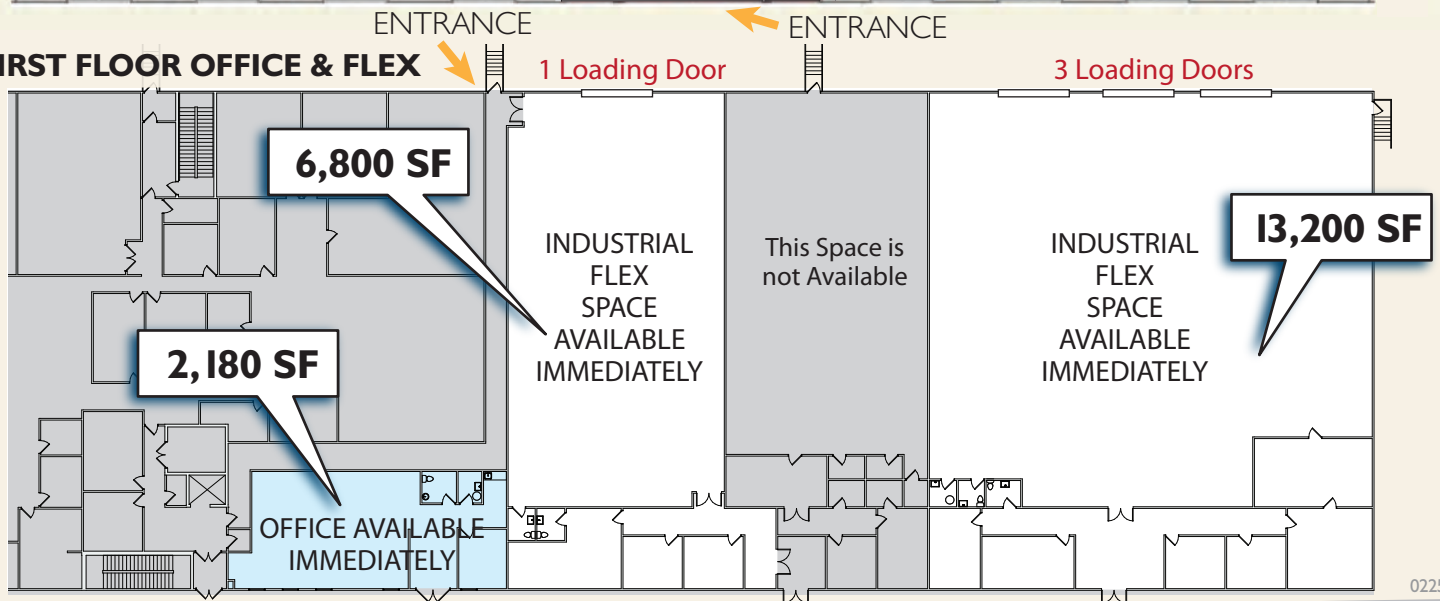 ENTRANCE
ENTRANCE
IRST FLOOR OFFICE & FLEX
1 Loading Door
3 Loading Doors
6,800 SF
INDUSTRIAL
FLEX
SPACE
AVAILABLE
IMMEDIATELY
This Space is
not Available
INDUSTRIAL
FLEX
SPACE
AVAILABLE
IMMEDIATELY
13,200 SF
2,180 SF
OFFICE AVAILABLE
IMMEDIATELY
0225